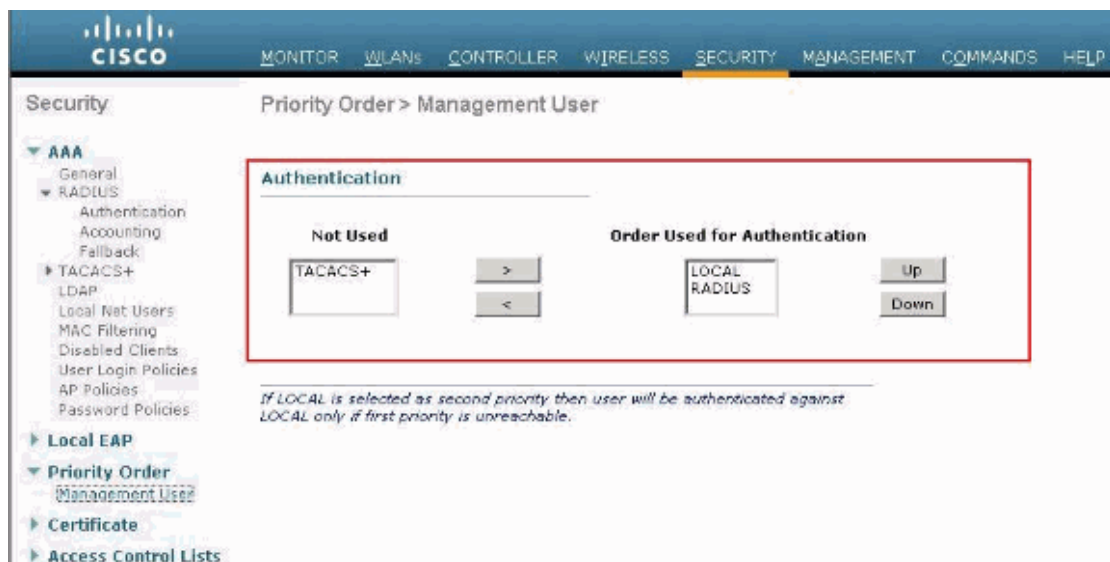 CISCO
MONITOR WLANs CONTROLLER WIRELESS SECURITY MANAGEMENT COMMANDS HELP
Security
AAA
General
RADIUS
Authentication
Accounting
Fallback
TACACS+
LDAP
Local Net Users
MAC Filtering
Disabled Clients
User Login Policies
AP Policies
Password Policies
Local EAP
Priority Order
Management User
Certificate
Access Control Lists
Priority Order > Management User
Authentication
Not Used
Order Used for Authentication
TACACS+
>
<
LOCAL
RADIUS
Up
Down
If LOCAL is selected as second priority then user will be authenticated against
LOCAL only if first priority is unreachable.